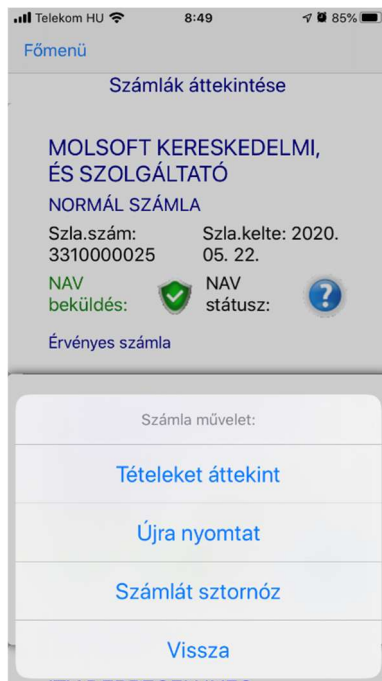 Telekom HU 8:49 85%
Főmenü
Számlák áttekintése
MOLSOFT KERESKEDELMI,
ÉS SZOLGÁLTATÓ
NORMÁL SZÁMLA
Szla.szám: Szla.kelte: 2020.
3310000025 05. 22.
NAV NAV
beküldés: státusz:
Érvényes számla
Számla művelet:
Tételeket áttekint
Újra nyomtat
Számlát sztornóz
Vissza